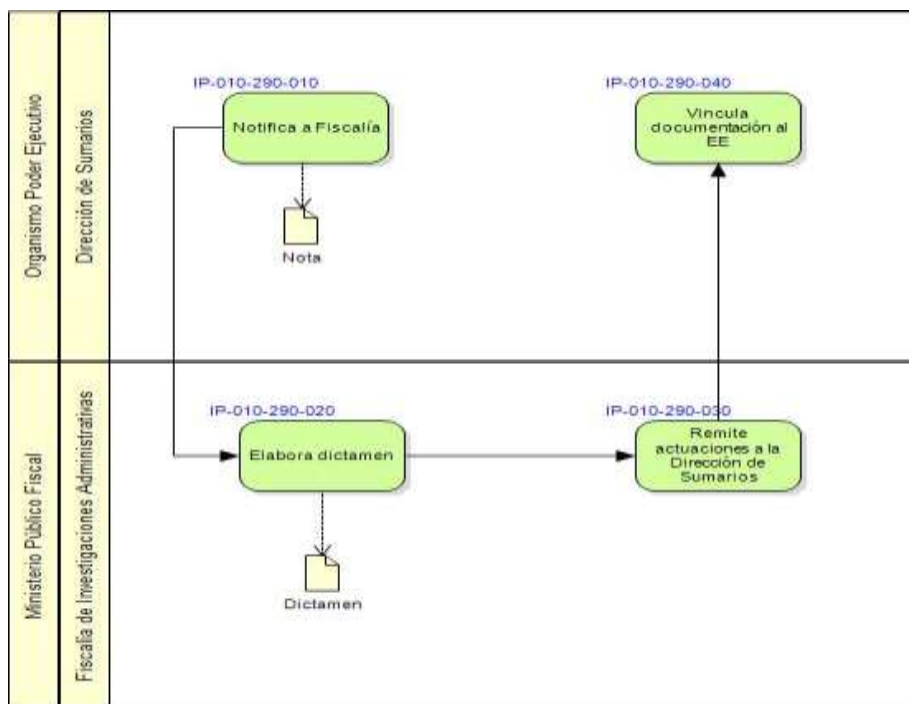 Organismo Poder Ejecutivo
Dirección de Sumarios
IP-010-290-010
Notifica a Fiscalía
Nota
IP-010-290-040
Vincula
documentación al
EE
Ministerio Público Fiscal
Fiscalía de Investigaciones Administrativas
IP-010-290-020
Elabora dictamen
Dictamen
IP-010-290-030
Remite
actuaciones a la
Dirección de
Sumarios